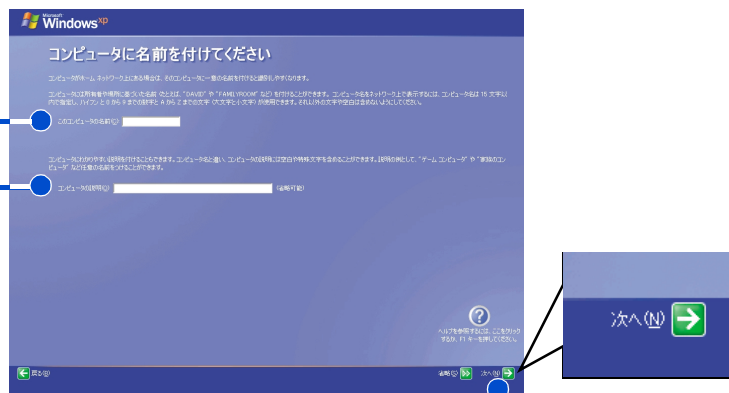 Microsoft
Windows xp
コンピュータに名前を付けてください
コンピュータがホーム ネットワーク上にある場合は、そのコンピュータに一意の名前を付けると識別しやすくなります。
コンピュータには所有者や場所に基づいた名前 (たとえば、"DAVID" や "FAMILYROOM" など) を付けることができます。コンピュータ名をネットワーク上で表示するには、コンピュータ名は 15 文字以
内で指定し、ハイフン と 0 から 9 までの数字と A から Z までの文字 (大文字と小文字) が使用できます。それ以外の文字や空白は含めないようにしてください。
このコンピュータの名前(C)
コンピュータにわかりやすい説明を付けることもできます。コンピュータ名と違い、コンピュータの説明には空白や特殊文字を含めることができます。説明の例として、"ゲーム コンピュータ" や "家族のコン
ピュータ" など任意の名前をつけることができます。
コンピュータの説明(O)
(省略可能)
ヘルプを参照するには、ここをクリック
するか、F1 キーを押してください。
戻る(B)
省略(S)
次へ(N)
次へ(N)